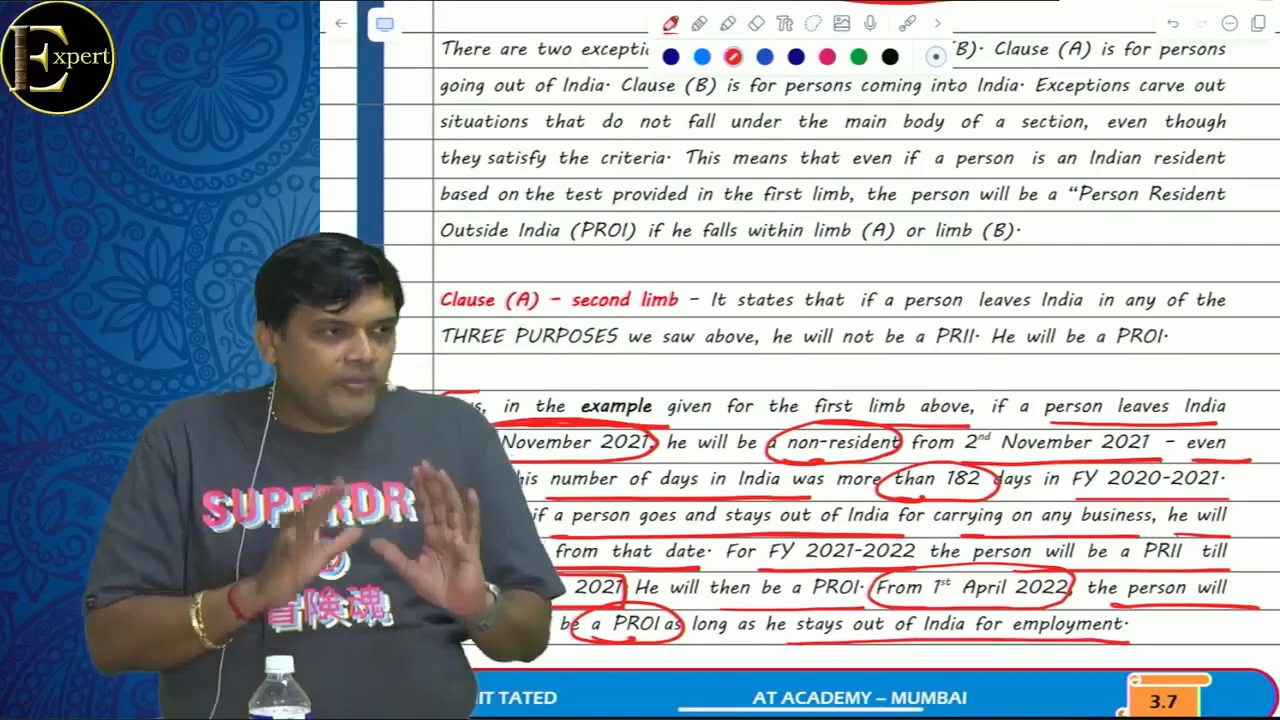 Expert
There are two excepti B). Clause (A) is for persons
going out of India. Clause (B) is for persons coming into India. Exceptions carve out
situations that do not fall under the main body of a section, even though
they satisfy the criteria. This means that even if a person is an Indian resident
based on the test provided in the first limb, the person will be a “Person Resident
Outside India (PROI) if he falls within limb (A) or limb (B).
Clause (A) – second limb – It states that if a person leaves India in any of the
THREE PURPOSES we saw above, he will not be a PRII. He will be a PROI.
in the example given for the first limb above, if a person leaves India
November 2021, he will be a non-resident from 2nd November 2021 – even
his number of days in India was more than 182 days in FY 2020-2021.
if a person goes and stays out of India for carrying on any business, he will
from that date. For FY 2021-2022 the person will be a PRII till
2021. He will then be a PROI. From 1st April 2022, the person will
be a PROI as long as he stays out of India for employment.
SUPERDR
冒険魂
IT TATED AT ACADEMY – MUMBAI 3.7